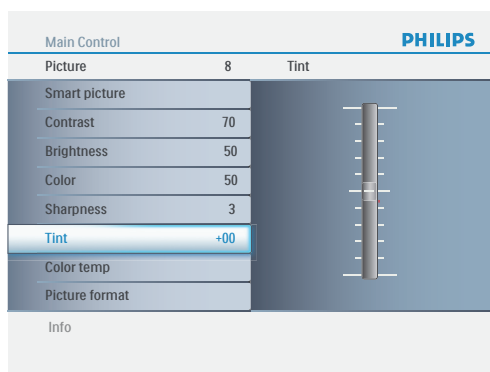 Main Control
PHILIPS
Picture 8 Tint
Smart picture
Contrast 70
Brightness 50
Color 50
Sharpness 3
Tint +00
Color temp
Picture format
Info